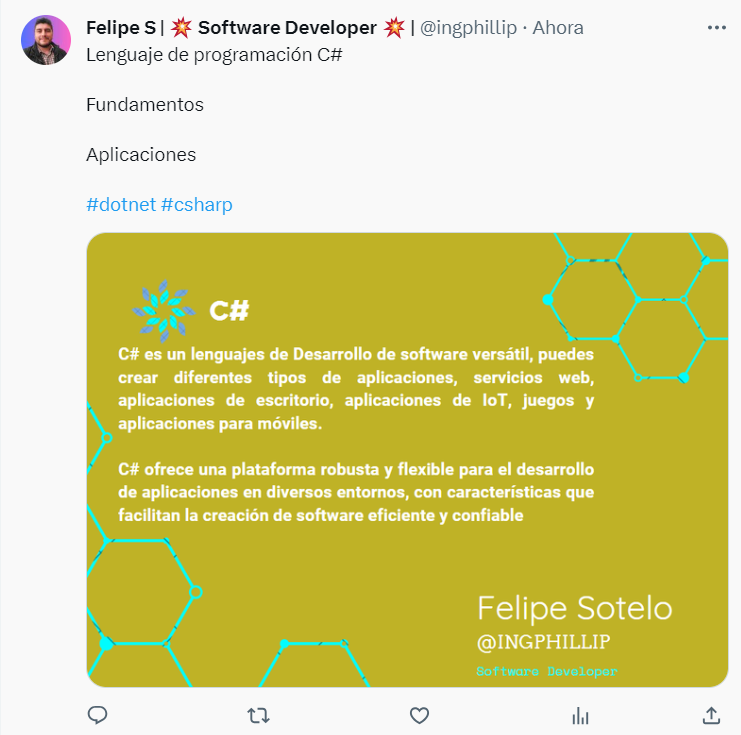 Felipe S | 💥 Software Developer 💥 | @ingphillip · Ahora
Lenguaje de programación C#
Fundamentos
Aplicaciones
#dotnet #csharp
C#
C# es un lenguajes de Desarrollo de software versátil, puedes
crear diferentes tipos de aplicaciones, servicios web,
aplicaciones de escritorio, aplicaciones de IoT, juegos y
aplicaciones para móviles.
C# ofrece una plataforma robusta y flexible para el desarrollo
de aplicaciones en diversos entornos, con características que
facilitan la creación de software eficiente y confiable
Felipe Sotelo
@INGPHILLIP
Software Developer